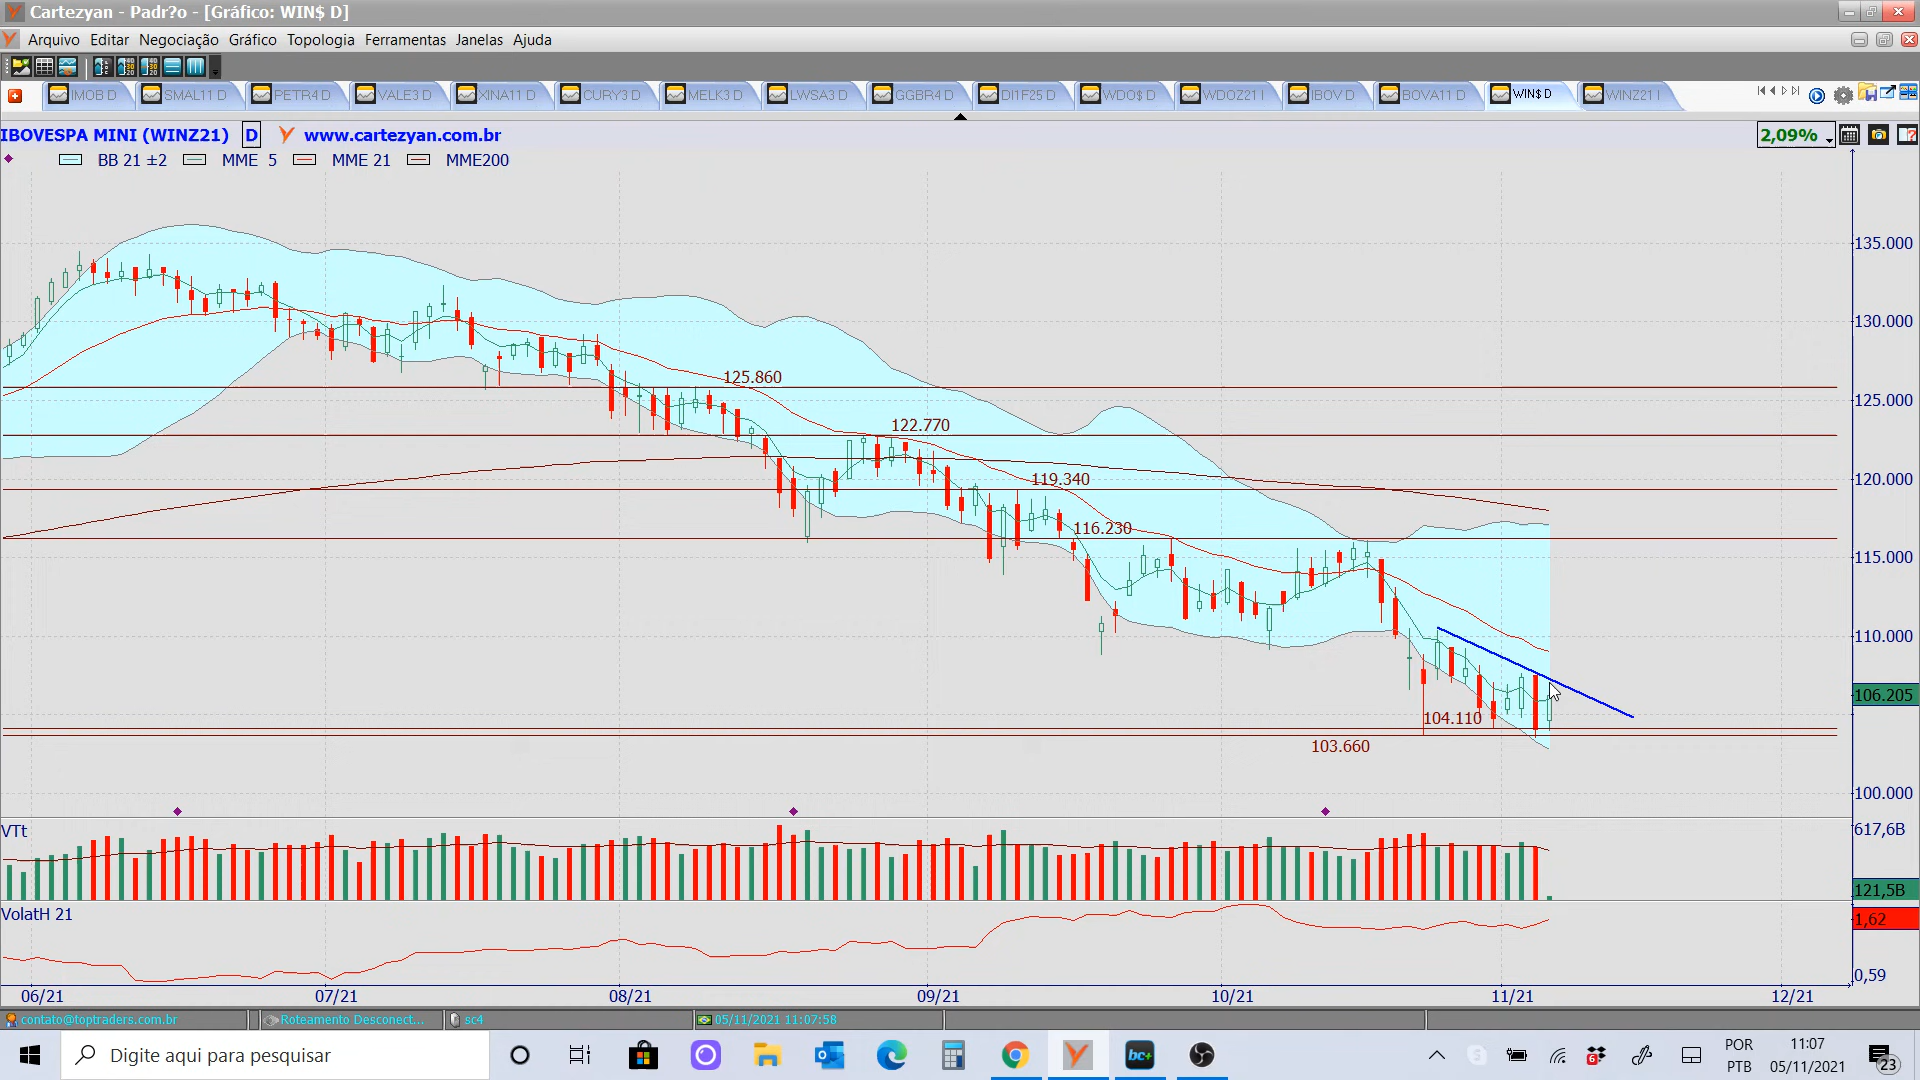 Cartezyan - Padr?o - [Gráfico: WIN$ D]
Arquivo Editar Negociação Gráfico Topologia Ferramentas Janelas Ajuda
IMOB D SMAL11 D PETR4 D VALE3 D XINA11 D CURY3 D MELK3 D LWSA3 D GGBR4 D DI1F25 D WDO$ D WDOZ21 I IBOV D BOVA11 D WIN$ D WINZ21 I
IBOVESPA MINI (WINZ21) D www.cartezyan.com.br 2,09%
BB 21 ±2 MME 5 MME 21 MME200
135.000
130.000
125.860
125.000
122.770
119.340
120.000
116.230
115.000
110.000
106.205
104.110
103.660
100.000
VTt
617,6B
121,5B
VolatH 21
1,62
0,59
06/21 07/21 08/21 09/21 10/21 11/21 12/21
contato@toptraders.com.br Roteamento Desconect... sc4 05/11/2021 11:07:58
Digite aqui para pesquisar
bc+
6
POR
PTB
11:07
05/11/2021
23